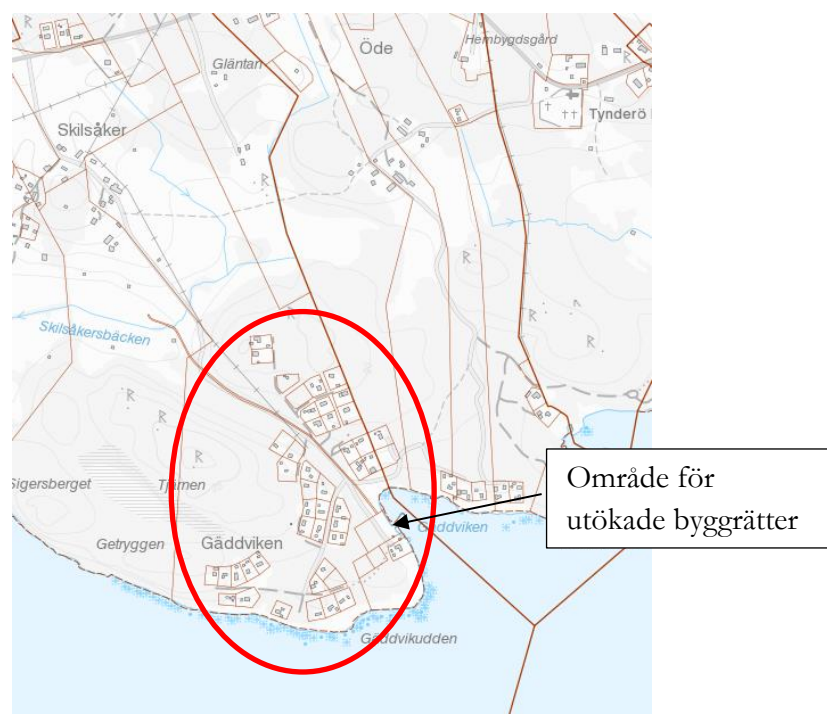 Gläntan
Öde
Hembygdsgård
Tynderö
Skilsåker
R
R
R
Skilsåkersbäcken
R
R
R
R
R
Sigersberget
Tjärnen
Getryggen
Gäddviken
Gäddviken
Gäddvikudden
Område för
utökade byggrätter